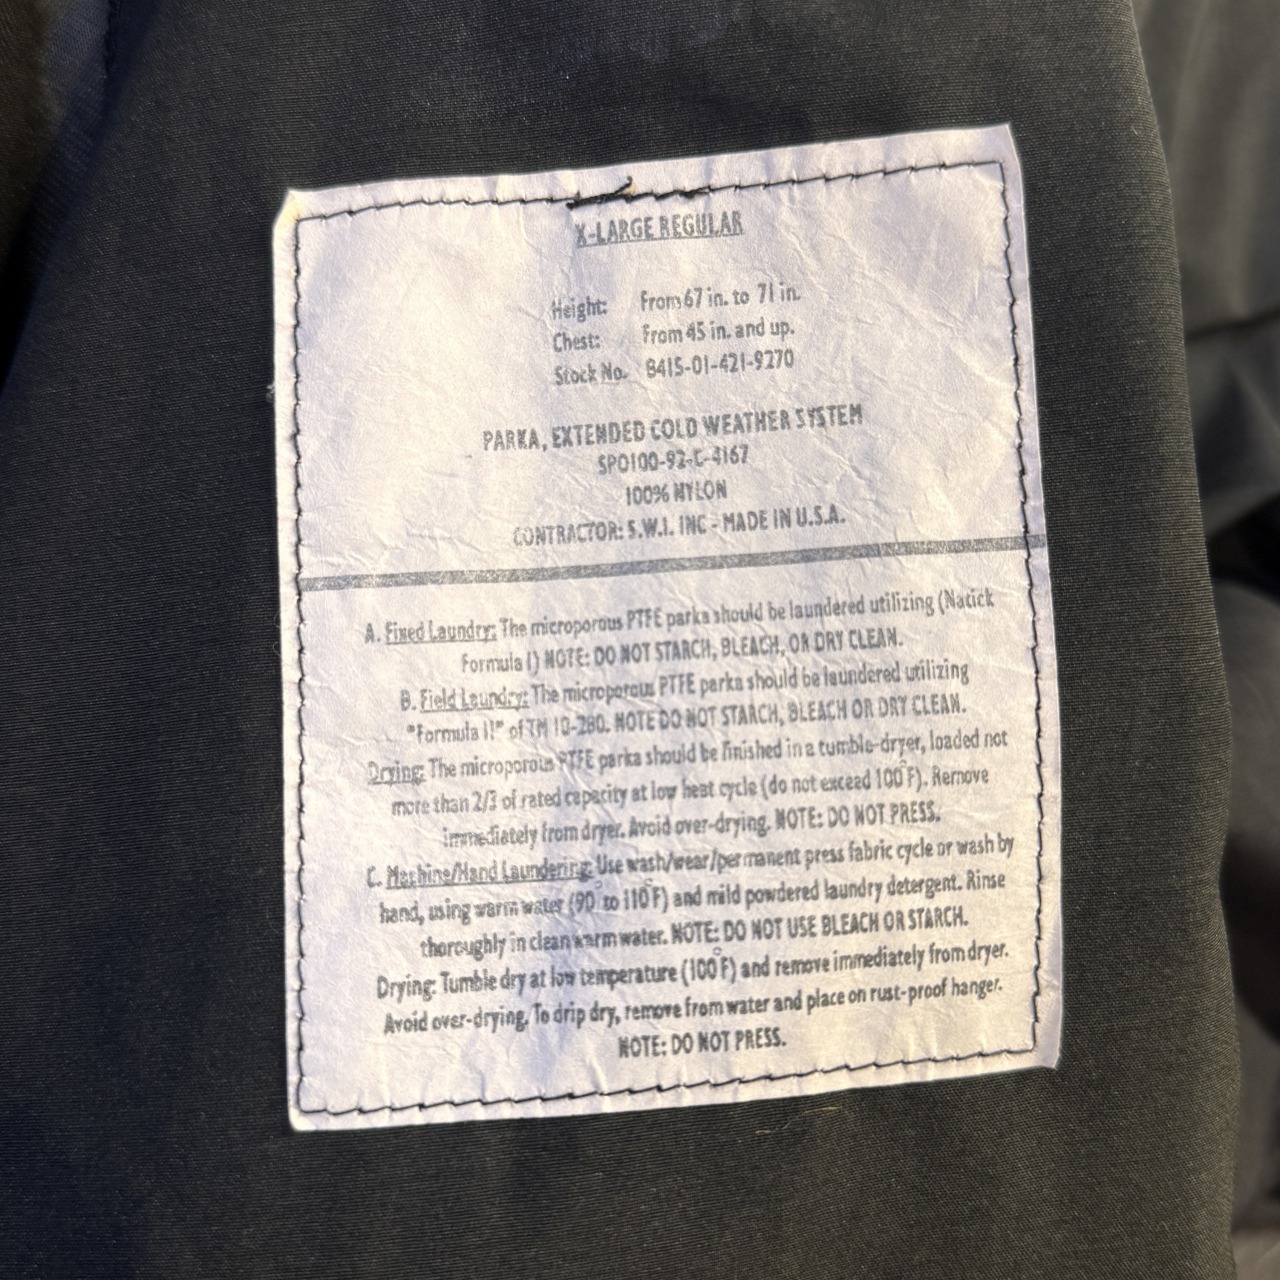 X-LARGE REGULAR
Height: From 67 in. to 71 in.
Chest: From 45 in. and up.
Stock No. 8415-01-421-9270
PARKA, EXTENDED COLD WEATHER SYSTEM
SPO100-92-C-4167
100% NYLON
CONTRACTOR: S.W.I. INC - MADE IN U.S.A.
A. Fixed Laundry: The microporous PTFE parka should be laundered utilizing (Natick
Formula I) NOTE: DO NOT STARCH, BLEACH, OR DRY CLEAN.
B. Field Laundry: The microporous PTFE parka should be laundered utilizing
"Formula II" of TM 10-280. NOTE DO NOT STARCH, BLEACH OR DRY CLEAN.
Drying: The microporous PTFE parka should be finished in a tumble-dryer, loaded not
more than 2/3 of rated capacity at low heat cycle (do not exceed 100°F). Remove
immediately from dryer. Avoid over-drying. NOTE: DO NOT PRESS.
C. Machine/Hand Laundering: Use wash/wear/permanent press fabric cycle or wash by
hand, using warm water (90° to 110°F) and mild powdered laundry detergent. Rinse
thoroughly in clean warm water. NOTE: DO NOT USE BLEACH OR STARCH.
Drying: Tumble dry at low temperature (100°F) and remove immediately from dryer.
Avoid over-drying. To drip dry, remove from water and place on rust-proof hanger.
NOTE: DO NOT PRESS.